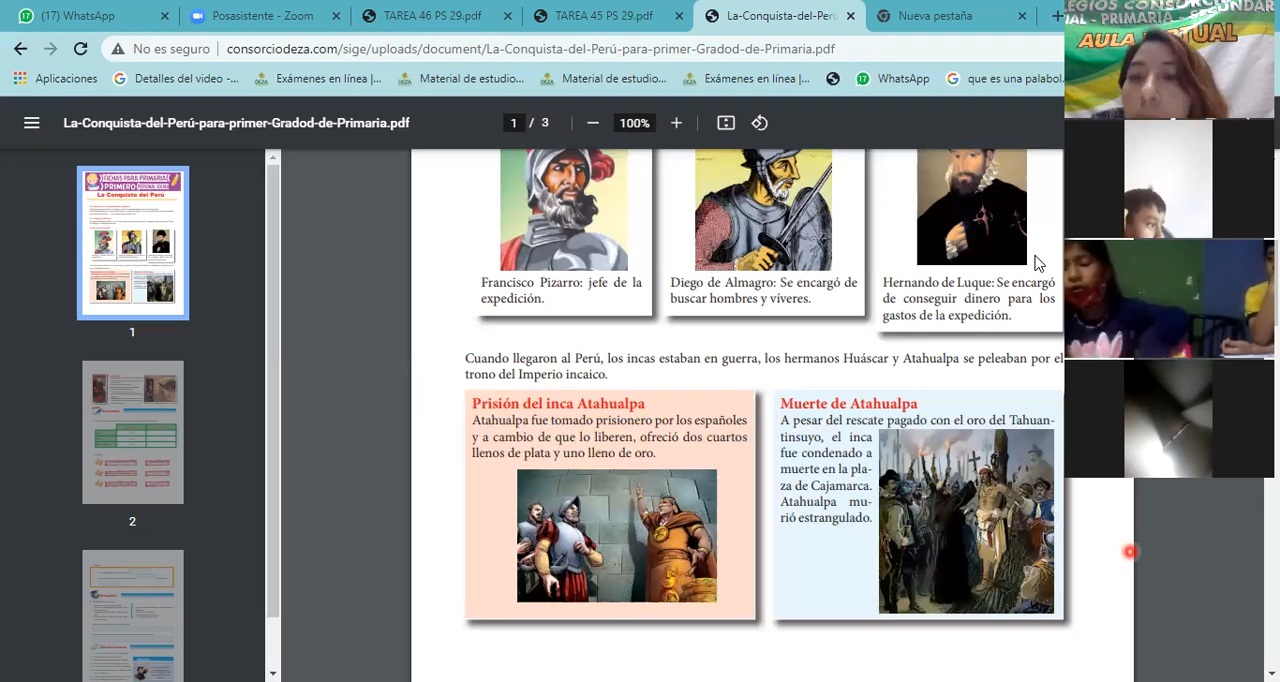 (17) WhatsApp
Posasistente - Zoom
TAREA 46 PS 29.pdf
TAREA 45 PS 29.pdf
La-Conquista-del-Perú
Nueva pestaña
No es seguro
consorciodeza.com/sige/uploads/document/La-Conquista-del-Perú-para-primer-Gradod-de-Primaria.pdf
Aplicaciones
Detalles del video -...
Exámenes en línea |...
Material de estudio...
Material de estudio...
Exámenes en línea |...
WhatsApp
que es una palabol.
La-Conquista-del-Perú-para-primer-Gradod-de-Primaria.pdf
1 / 3
100%
FICHAS PARA PRIMARIA
PRIMERO
La Conquista del Perú
1
2
Francisco Pizarro: jefe de la
expedición.
Diego de Almagro: Se encargó de
buscar hombres y víveres.
Hernando de Luque: Se encargó
de conseguir dinero para los
gastos de la expedición.
Cuando llegaron al Perú, los incas estaban en guerra, los hermanos Huáscar y Atahualpa se peleaban por el
trono del Imperio incaico.
Prisión del inca Atahualpa
Atahualpa fue tomado prisionero por los españoles
y a cambio de que lo liberen, ofreció dos cuartos
llenos de plata y uno lleno de oro.
Muerte de Atahualpa
A pesar del rescate pagado con el oro del Tahuan-
tinsuyo, el inca
fue condenado a
muerte en la pla-
za de Cajamarca.
Atahualpa mu-
rió estrangulado.
PRIMARIA
AULA VIRTUAL